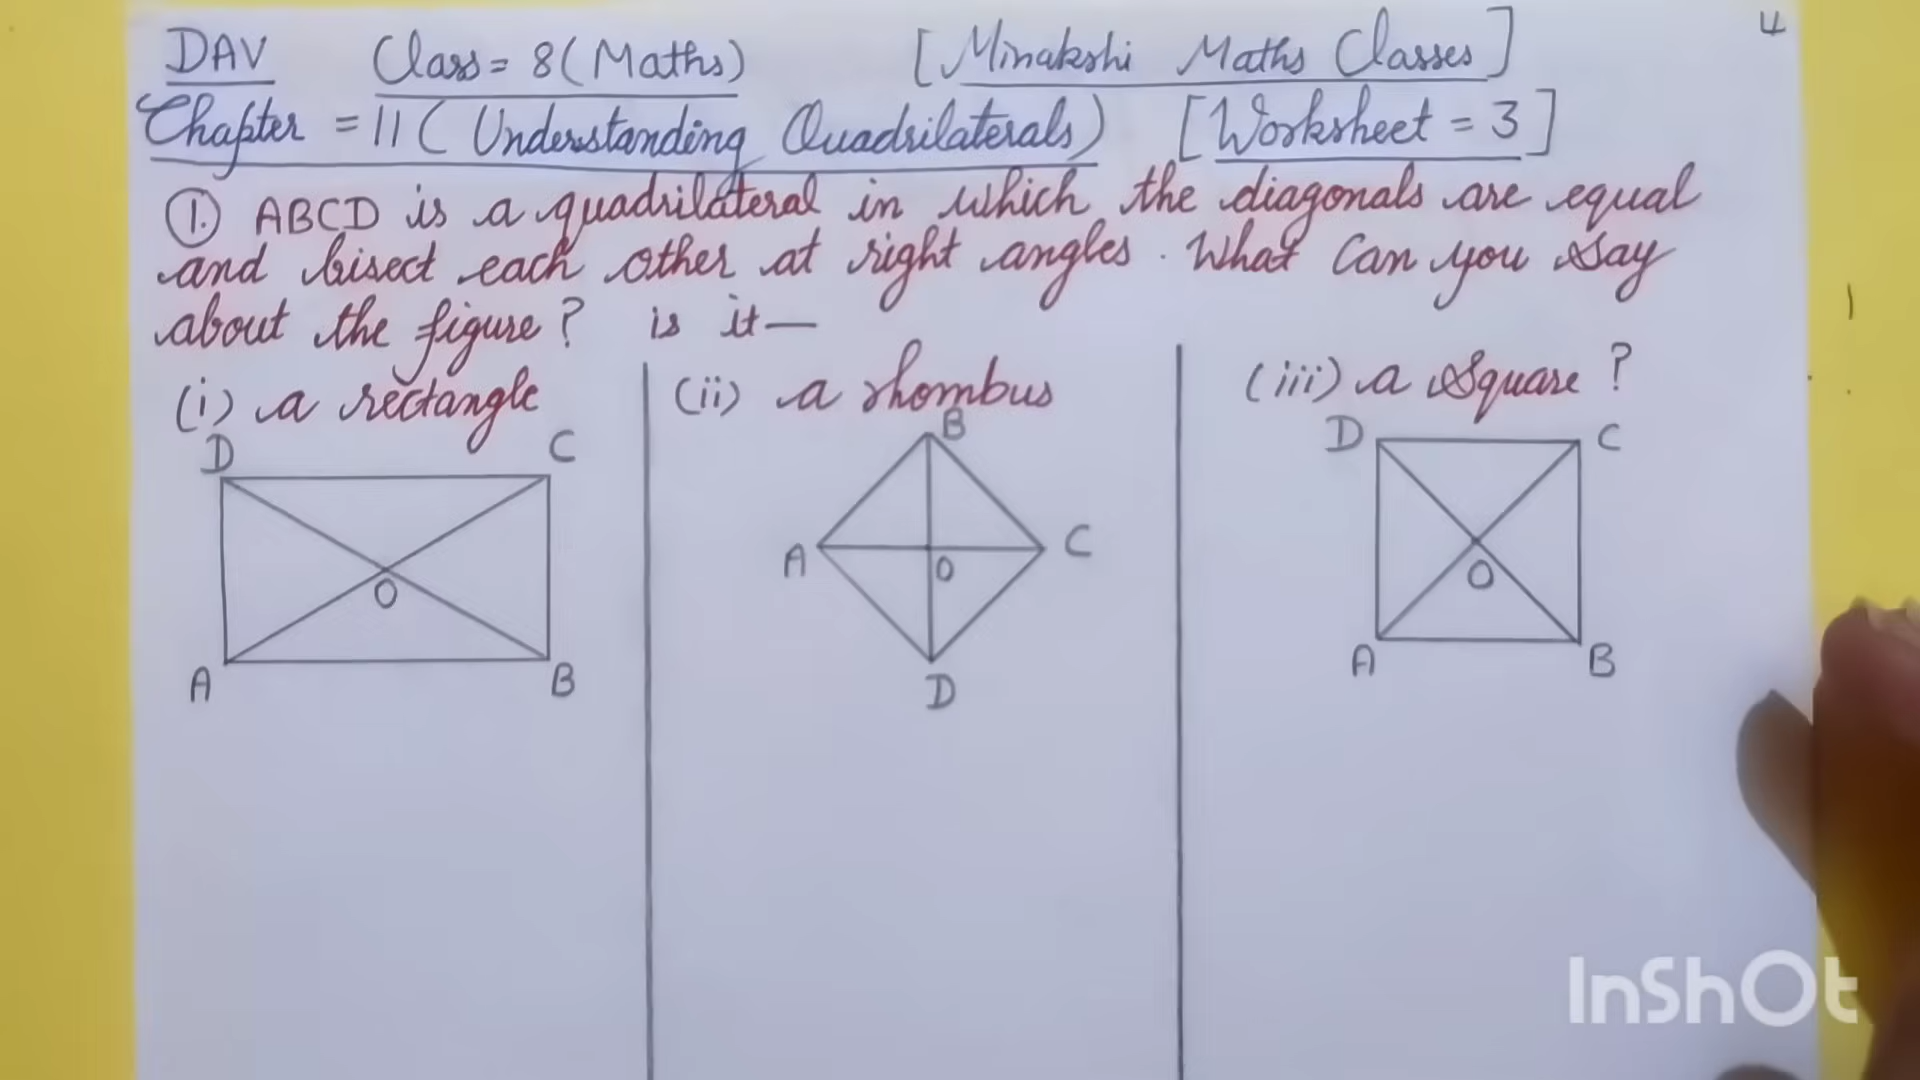 4
DAV Class = 8 (Maths) [Minakshi Maths Classes]
Chapter = 11 ( Understanding Quadrilaterals) [Worksheet = 3]
1. ABCD is a quadrilateral in which the diagonals are equal
and bisect each other at right angles. What can you say
about the figure? is it—
(i) a rectangle
D C
O
A B
(ii) a rhombus
B
A C
O
D
(iii) a Square ?
D C
O
A B
InShOt